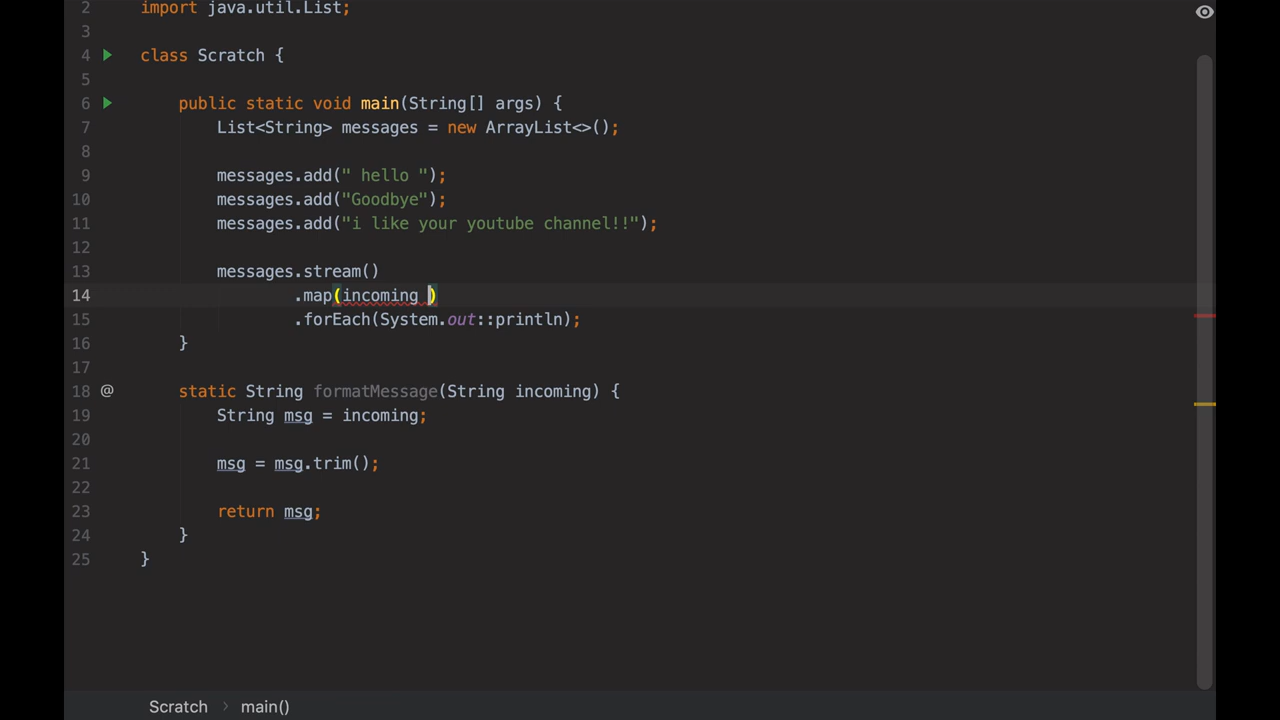 2 import java.util.List;
3
4 class Scratch {
5
6 public static void main(String[] args) {
7 List<String> messages = new ArrayList<>();
8
9 messages.add(" hello ");
10 messages.add("Goodbye");
11 messages.add("i like your youtube channel!!");
12
13 messages.stream()
14 .map(incoming )
15 .forEach(System.out::println);
16 }
17
18 @ static String formatMessage(String incoming) {
19 String msg = incoming;
20
21 msg = msg.trim();
22
23 return msg;
24 }
25 }
Scratch › main()